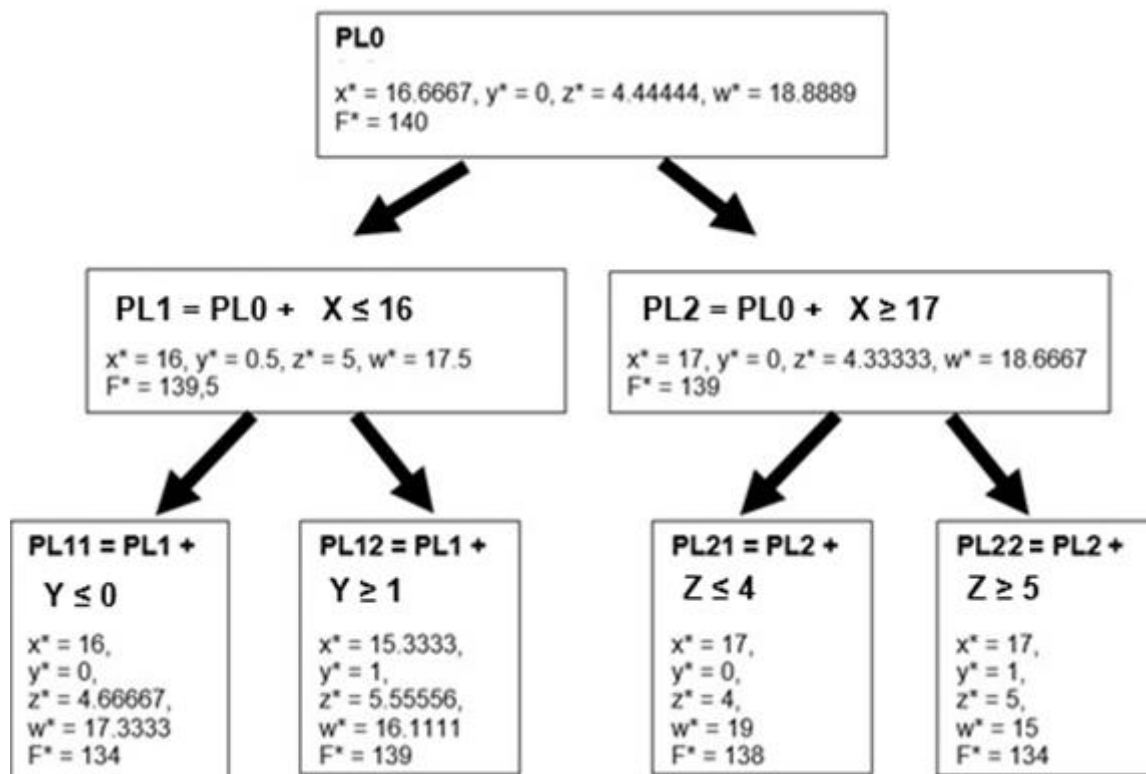 PL0
x* = 16.6667, y* = 0, z* = 4.44444, w* = 18.8889
F* = 140
PL1 = PL0 + X ≤ 16
x* = 16, y* = 0.5, z* = 5, w* = 17.5
F* = 139,5
PL2 = PL0 + X ≥ 17
x* = 17, y* = 0, z* = 4.33333, w* = 18.6667
F* = 139
PL11 = PL1 +
Y ≤ 0
x* = 16,
y* = 0,
z* = 4.66667,
w* = 17.3333
F* = 134
PL12 = PL1 +
Y ≥ 1
x* = 15.3333,
y* = 1,
z* = 5.55556,
w* = 16.1111
F* = 139
PL21 = PL2 +
Z ≤ 4
x* = 17,
y* = 0,
z* = 4,
w* = 19
F* = 138
PL22 = PL2 +
Z ≥ 5
x* = 17,
y* = 1,
z* = 5,
w* = 15
F* = 134